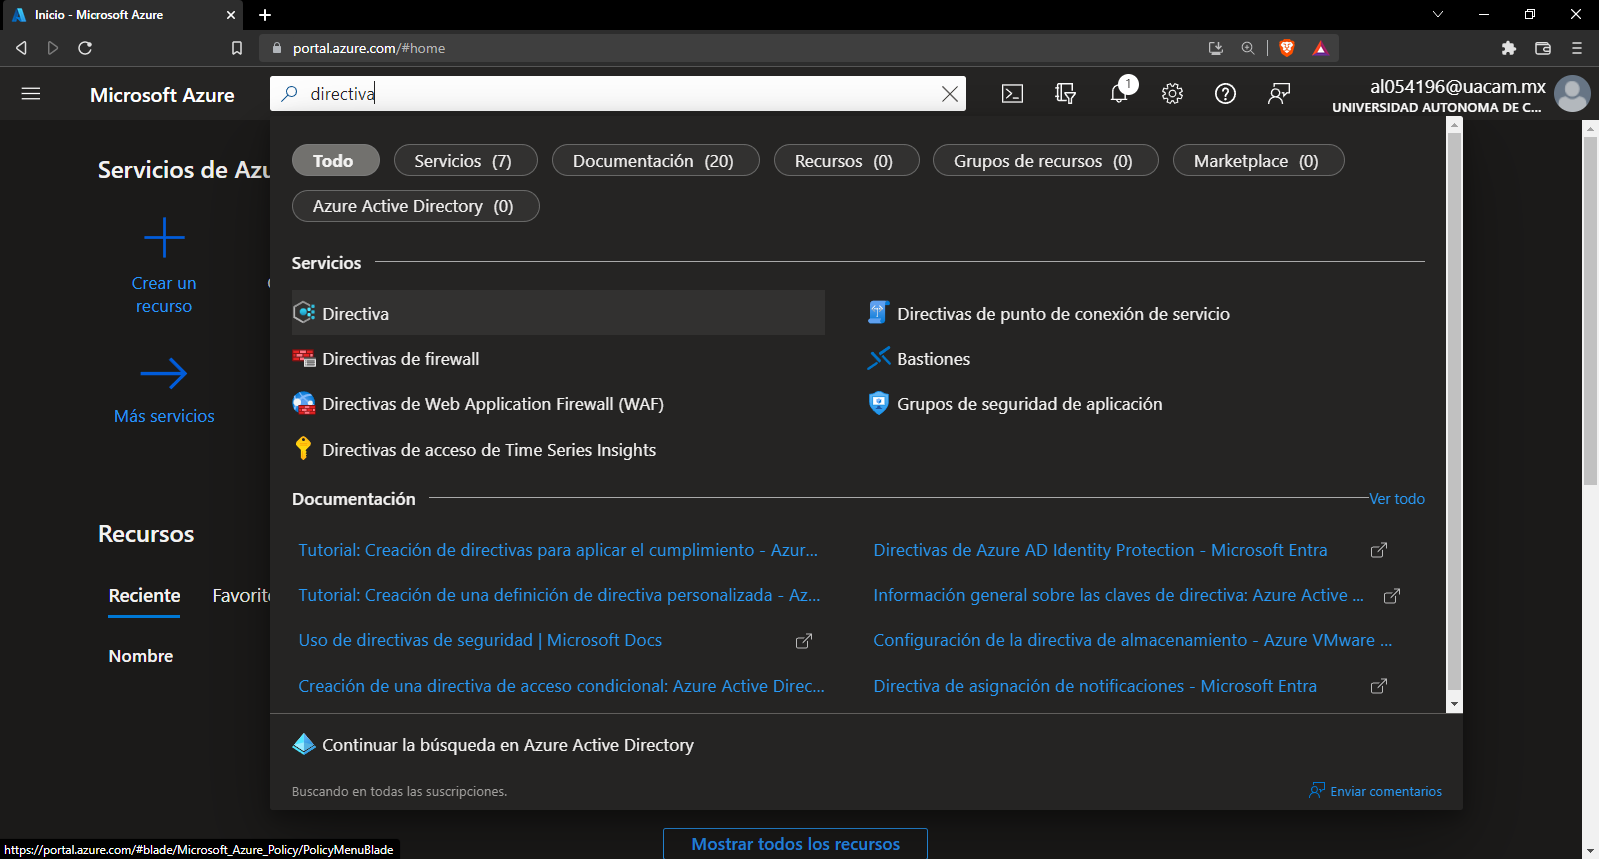 Inicio - Microsoft Azure
portal.azure.com/#home
Microsoft Azure
directiva
1
al054196@uacam.mx
UNIVERSIDAD AUTONOMA DE C...
Servicios de Azu
Crear un
recurso
Más servicios
Recursos
Reciente
Favorit
Nombre
Todo
Servicios (7)
Documentación (20)
Recursos (0)
Grupos de recursos (0)
Marketplace (0)
Azure Active Directory (0)
Servicios
Directiva
Directivas de punto de conexión de servicio
Directivas de firewall
Bastiones
Directivas de Web Application Firewall (WAF)
Grupos de seguridad de aplicación
Directivas de acceso de Time Series Insights
Documentación
Ver todo
Tutorial: Creación de directivas para aplicar el cumplimiento - Azur...
Directivas de Azure AD Identity Protection - Microsoft Entra
Tutorial: Creación de una definición de directiva personalizada - Az...
Información general sobre las claves de directiva: Azure Active ...
Uso de directivas de seguridad | Microsoft Docs
Configuración de la directiva de almacenamiento - Azure VMware ...
Creación de una directiva de acceso condicional: Azure Active Direc...
Directiva de asignación de notificaciones - Microsoft Entra
Continuar la búsqueda en Azure Active Directory
Buscando en todas las suscripciones.
Enviar comentarios
Mostrar todos los recursos
https://portal.azure.com/#blade/Microsoft_Azure_Policy/PolicyMenuBlade